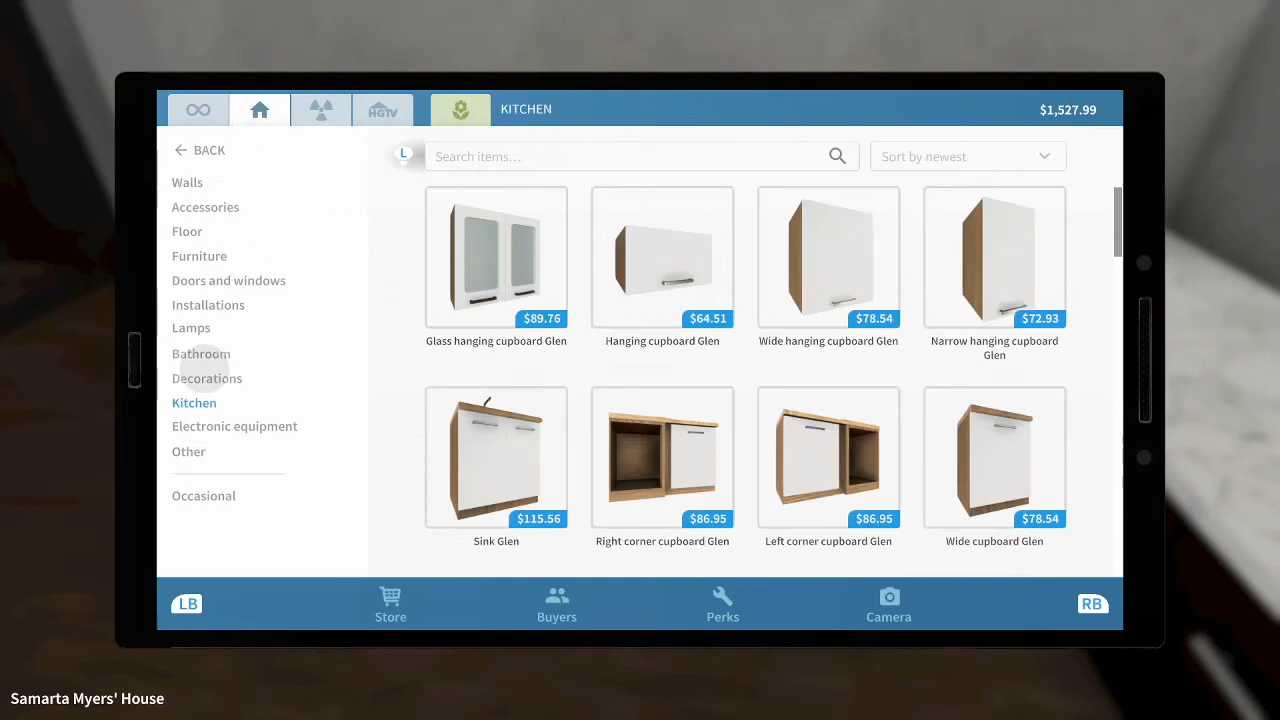 HGTV
KITCHEN
$1,527.99
BACK
L
Search items...
Sort by newest
Walls
Accessories
Floor
Furniture
Doors and windows
Installations
Lamps
Bathroom
Decorations
Kitchen
Electronic equipment
Other
Occasional
$89.76
$64.51
$78.54
$72.93
Glass hanging cupboard Glen
Hanging cupboard Glen
Wide hanging cupboard Glen
Narrow hanging cupboard
Glen
$115.56
$86.95
$86.95
$78.54
Sink Glen
Right corner cupboard Glen
Left corner cupboard Glen
Wide cupboard Glen
LB
Store
Buyers
Perks
Camera
RB
Samarta Myers' House